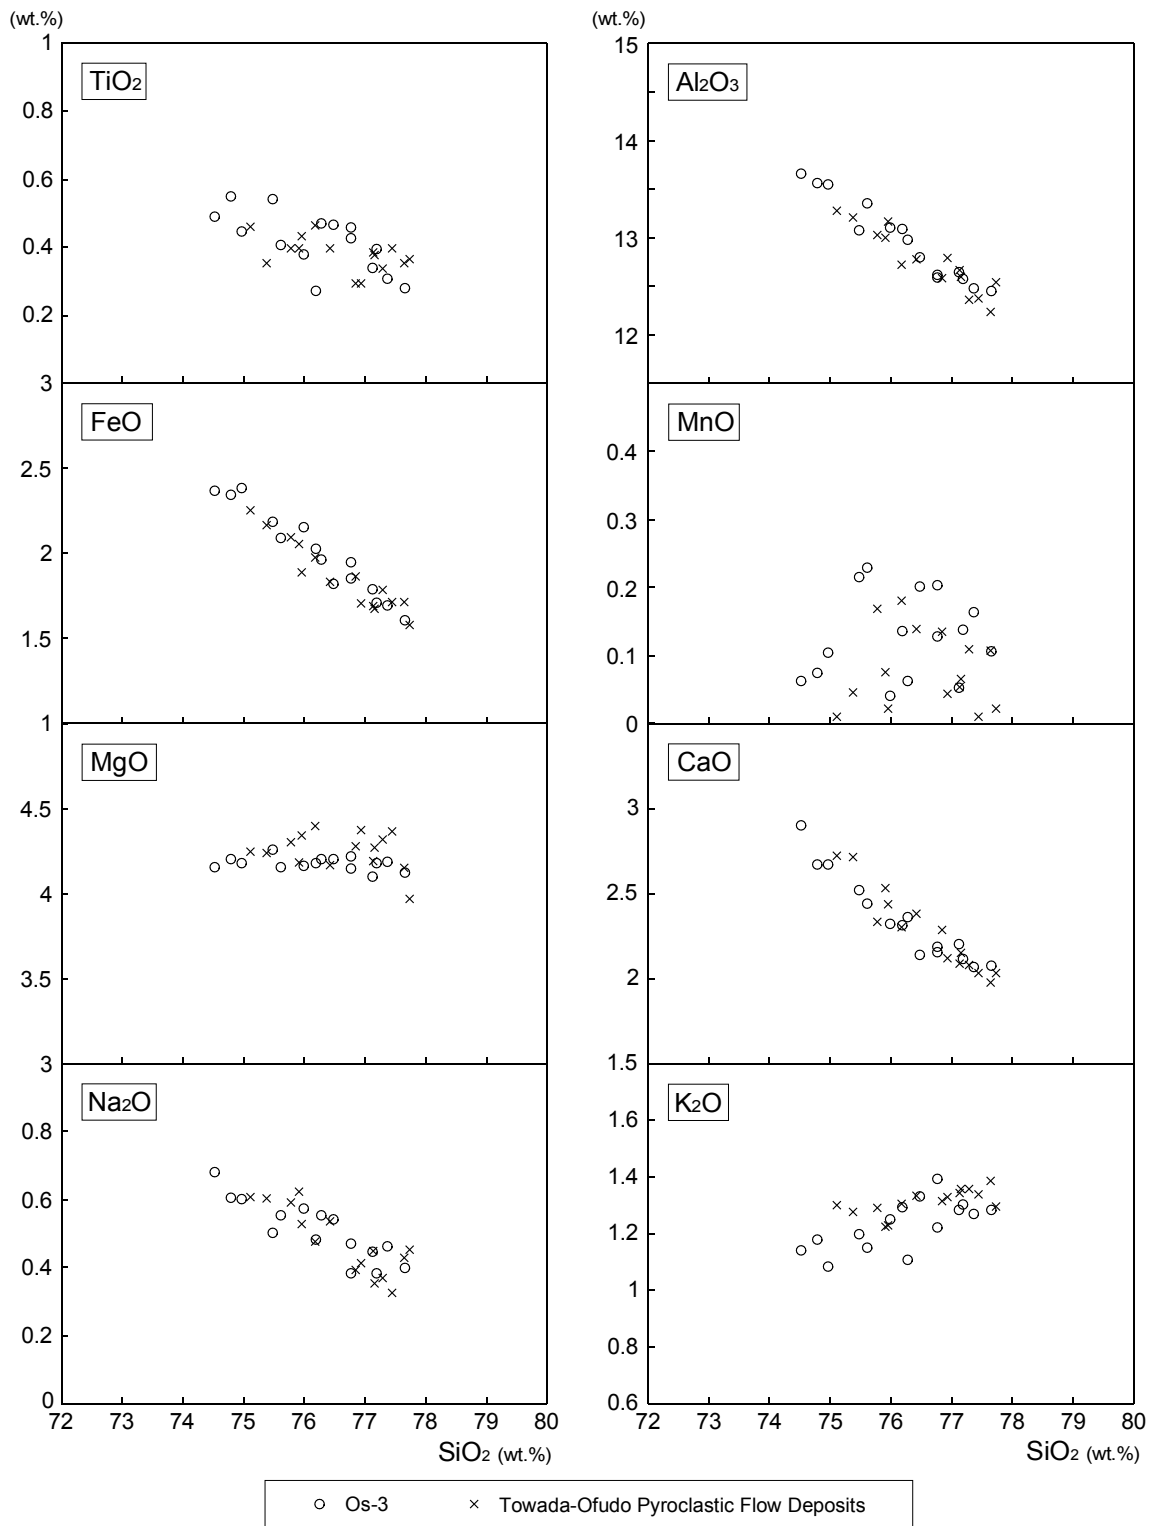 (wt.%)
(wt.%)
1
TiO2
0.8
0.6
0.4
0.2
3
15
Al2O3
14
13
12
FeO
2.5
2
1.5
1
MnO
0.4
0.3
0.2
0.1
0
MgO
4.5
4
3.5
3
CaO
3
2.5
2
1.5
Na2O
0.8
0.6
0.4
0.2
0
K2O
1.6
1.4
1.2
1
0.8
0.6
72 73 74 75 76 77 78 79 80
SiO2 (wt.%)
72 73 74 75 76 77 78 79 80
SiO2 (wt.%)
○ Os-3 × Towada-Ofudo Pyroclastic Flow Deposits